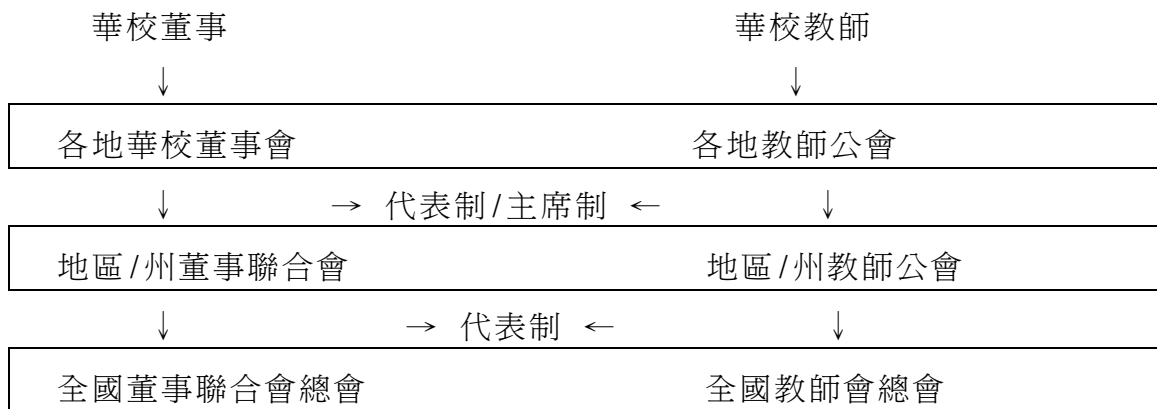 華校董事 華校教師
↓ ↓
各地華校董事會 各地教師公會
↓ → 代表制/主席制 ← ↓
地區/州董事聯合會 地區/州教師公會
↓ → 代表制 ← ↓
全國董事聯合會總會 全國教師會總會